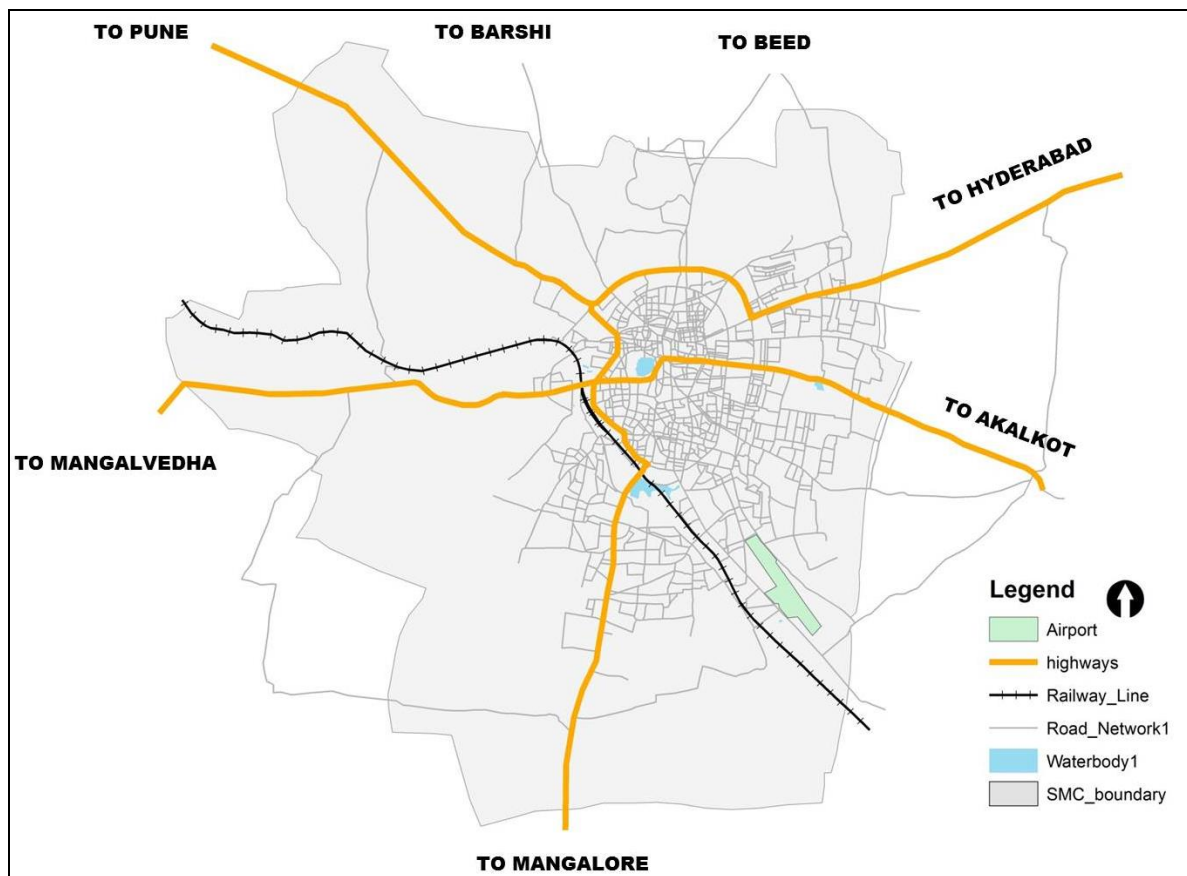 TO PUNE
TO BARSHI
TO BEED
TO HYDERABAD
TO AKALKOT
TO MANGALVEDHA
TO MANGALORE
Legend
Airport
highways
Railway_Line
Road_Network1
Waterbody1
SMC_boundary